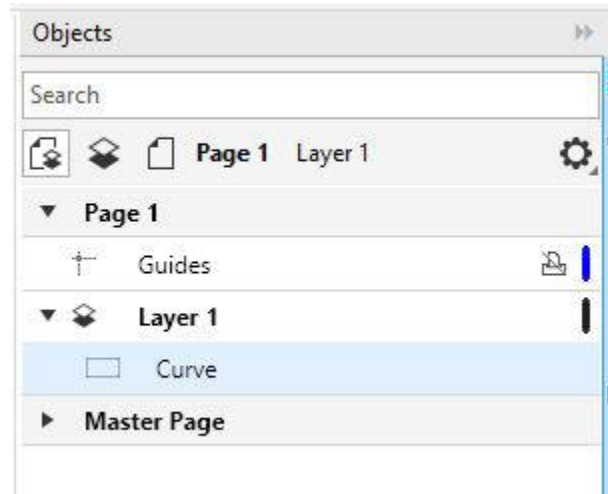 Objects
Search
Page 1 Layer 1
Page 1
Guides
Layer 1
Curve
Master Page